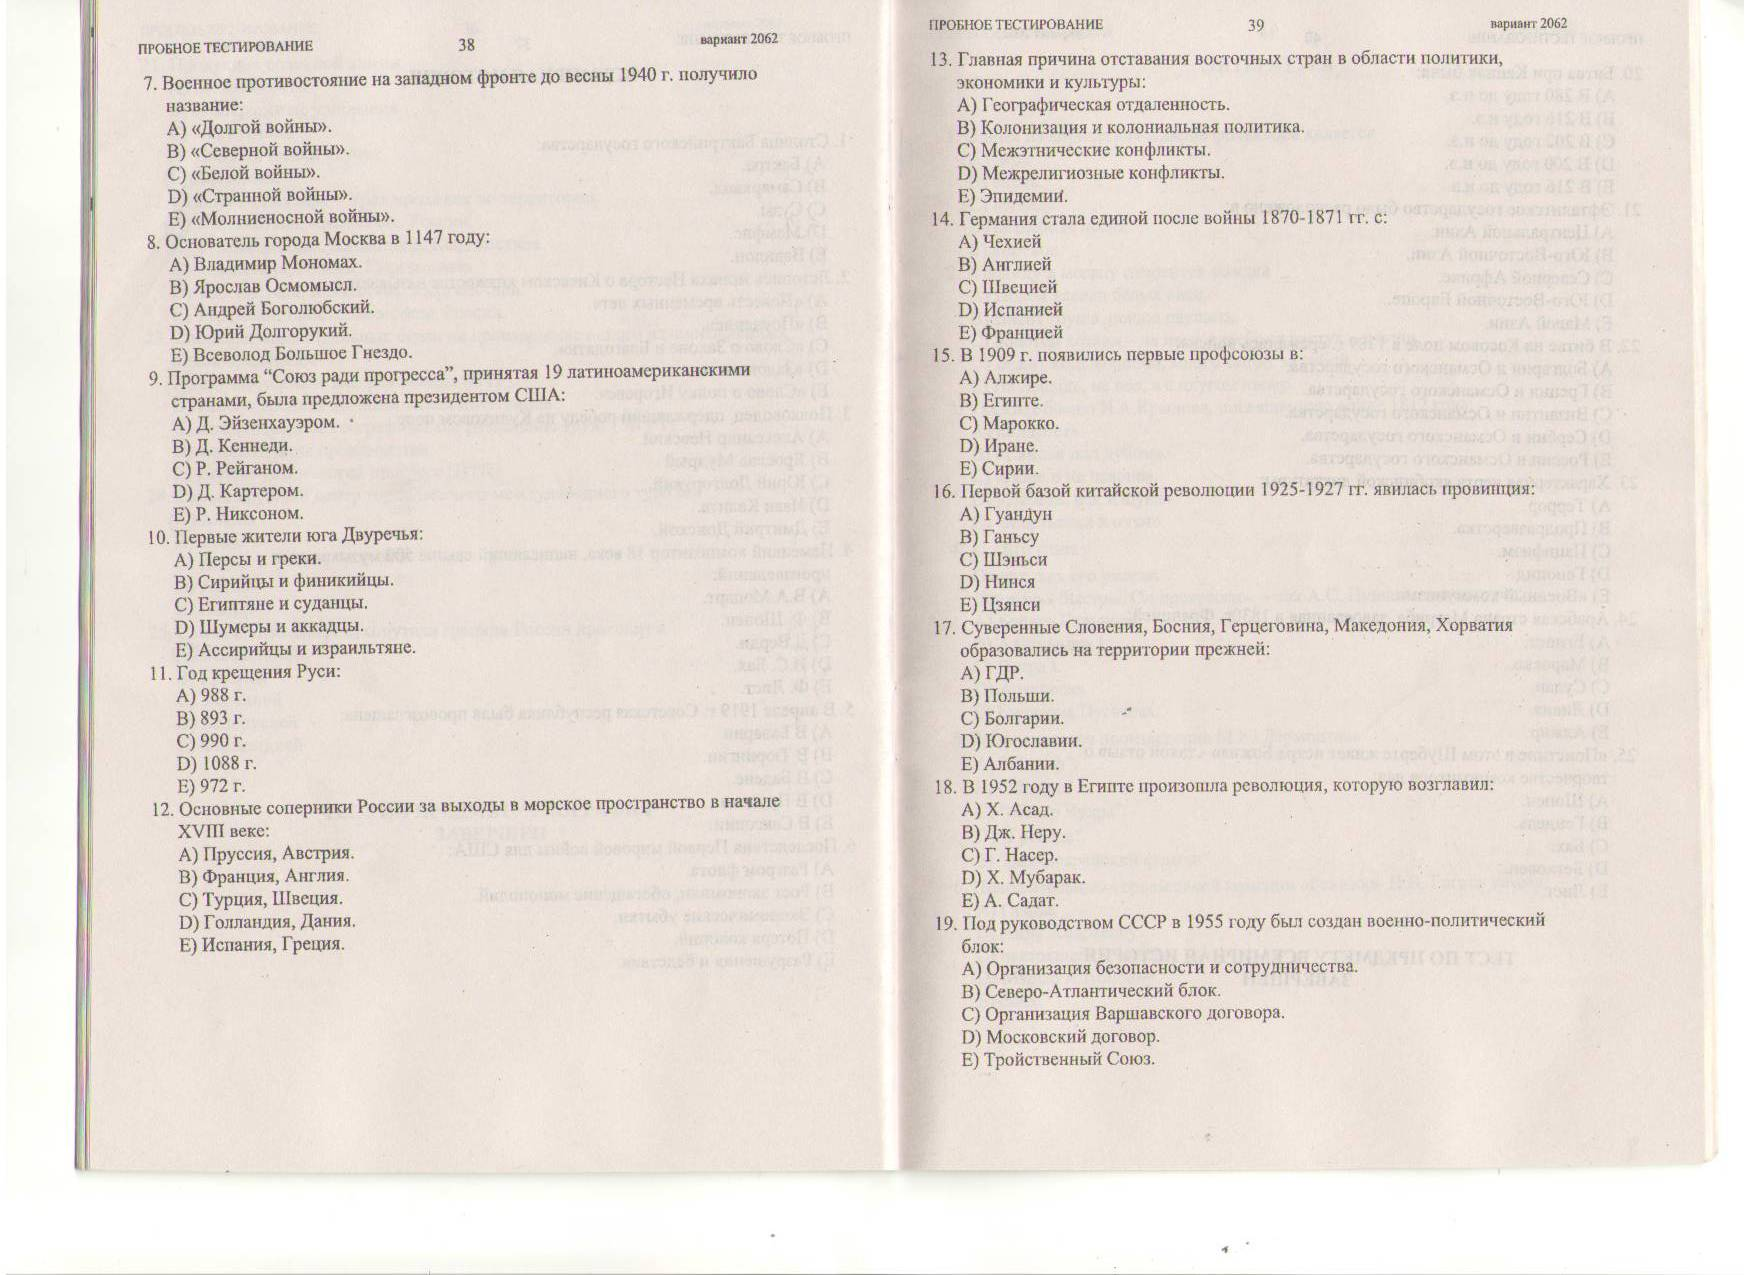 ПРОБНОЕ ТЕСТИРОВАНИЕ 38 вариант 2062
7. Военное противостояние на западном фронте до весны 1940 г. получило
название:
A) «Долгой войны».
B) «Северной войны».
C) «Белой войны».
D) «Странной войны».
E) «Молниеносной войны».
8. Основатель города Москва в 1147 году:
A) Владимир Мономах.
B) Ярослав Осмомысл.
C) Андрей Боголюбский.
D) Юрий Долгорукий.
E) Всеволод Большое Гнездо.
9. Программа “Союз ради прогресса”, принятая 19 латиноамериканскими
странами, была предложена президентом США:
A) Д. Эйзенхауэром.
B) Д. Кеннеди.
C) Р. Рейганом.
D) Д. Картером.
E) Р. Никсоном.
10. Первые жители юга Двуречья:
A) Персы и греки.
B) Сирийцы и финикийцы.
C) Египтяне и суданцы.
D) Шумеры и аккадцы.
E) Ассирийцы и израильтяне.
11. Год крещения Руси:
A) 988 г.
B) 893 г.
C) 990 г.
D) 1088 г.
E) 972 г.
12. Основные соперники России за выходы в морское пространство в начале
XVIII веке:
A) Пруссия, Австрия.
B) Франция, Англия.
C) Турция, Швеция.
D) Голландия, Дания.
E) Испания, Греция.
ПРОБНОЕ ТЕСТИРОВАНИЕ 39 вариант 2062
13. Главная причина отставания восточных стран в области политики,
экономики и культуры:
A) Географическая отдаленность.
B) Колонизация и колониальная политика.
C) Межэтнические конфликты.
D) Межрелигиозные конфликты.
E) Эпидемии.
14. Германия стала единой после войны 1870-1871 гг. с:
A) Чехией
B) Англией
C) Швецией
D) Испанией
E) Францией
15. В 1909 г. появились первые профсоюзы в:
A) Алжире.
B) Египте.
C) Марокко.
D) Иране.
E) Сирии.
16. Первой базой китайской революции 1925-1927 гг. явилась провинция:
A) Гуандун
B) Ганьсу
C) Шэньси
D) Нинся
E) Цзянси
17. Суверенные Словения, Босния, Герцеговина, Македония, Хорватия
образовались на территории прежней:
A) ГДР.
B) Польши.
C) Болгарии.
D) Югославии.
E) Албании.
18. В 1952 году в Египте произошла революция, которую возглавил:
A) Х. Асад.
B) Дж. Неру.
C) Г. Насер.
D) Х. Мубарак.
E) А. Садат.
19. Под руководством СССР в 1955 году был создан военно-политический
блок:
A) Организация безопасности и сотрудничества.
B) Северо-Атлантический блок.
C) Организация Варшавского договора.
D) Московский договор.
E) Тройственный Союз.